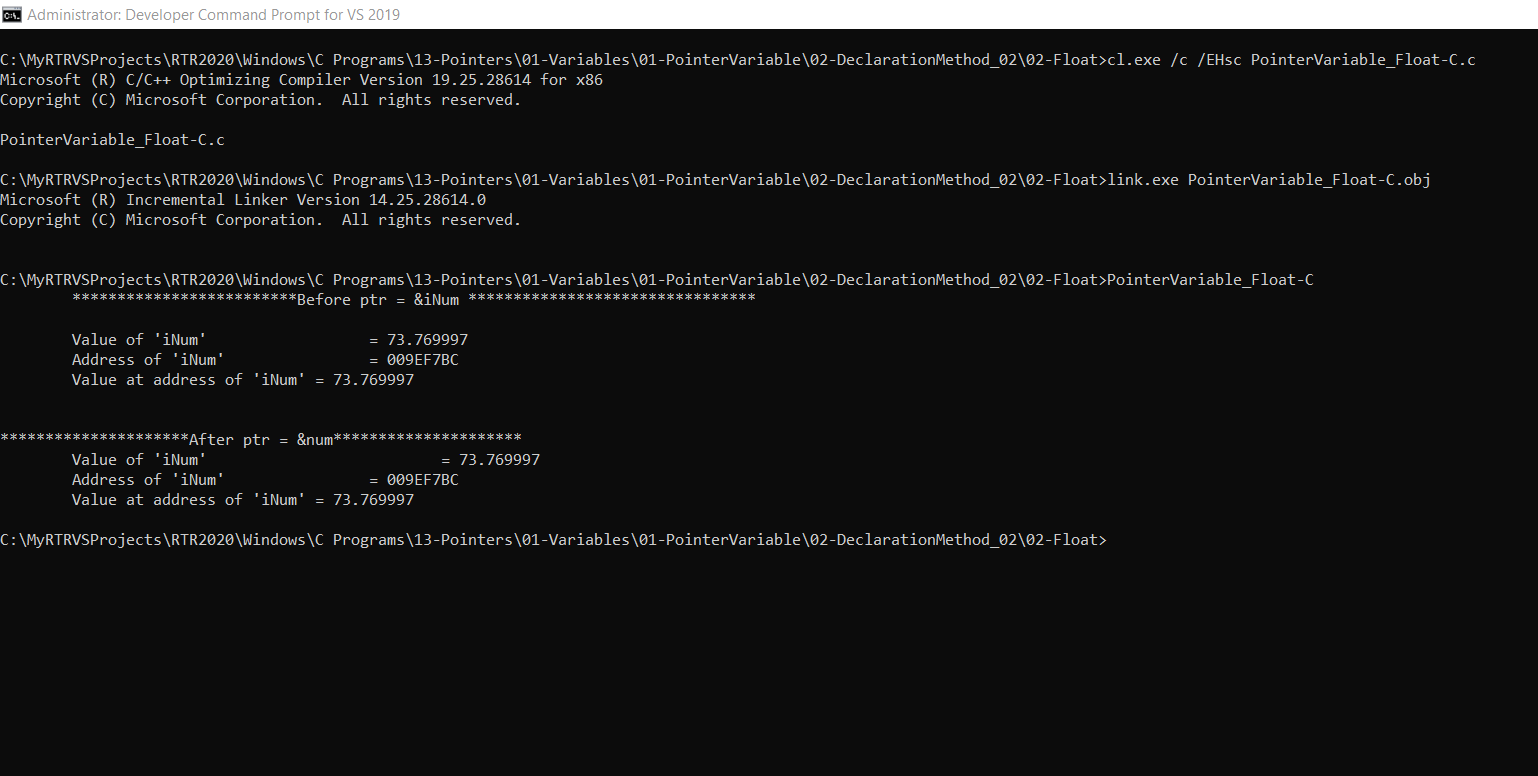 Administrator: Developer Command Prompt for VS 2019
C:\MyRTRVSProjects\RTR2020\Windows\C Programs\13-Pointers\01-Variables\01-PointerVariable\02-DeclarationMethod_02\02-Float>cl.exe /c /EHsc PointerVariable_Float-C.c
Microsoft (R) C/C++ Optimizing Compiler Version 19.25.28614 for x86
Copyright (C) Microsoft Corporation.  All rights reserved.
PointerVariable_Float-C.c
C:\MyRTRVSProjects\RTR2020\Windows\C Programs\13-Pointers\01-Variables\01-PointerVariable\02-DeclarationMethod_02\02-Float>link.exe PointerVariable_Float-C.obj
Microsoft (R) Incremental Linker Version 14.25.28614.0
Copyright (C) Microsoft Corporation.  All rights reserved.
C:\MyRTRVSProjects\RTR2020\Windows\C Programs\13-Pointers\01-Variables\01-PointerVariable\02-DeclarationMethod_02\02-Float>PointerVariable_Float-C
*************************Before ptr = &iNum ********************************
Value of 'iNum'                  = 73.769997
Address of 'iNum'                = 009EF7BC
Value at address of 'iNum' = 73.769997
*********************After ptr = &num*********************
Value of 'iNum'                          = 73.769997
Address of 'iNum'                = 009EF7BC
Value at address of 'iNum' = 73.769997
C:\MyRTRVSProjects\RTR2020\Windows\C Programs\13-Pointers\01-Variables\01-PointerVariable\02-DeclarationMethod_02\02-Float>